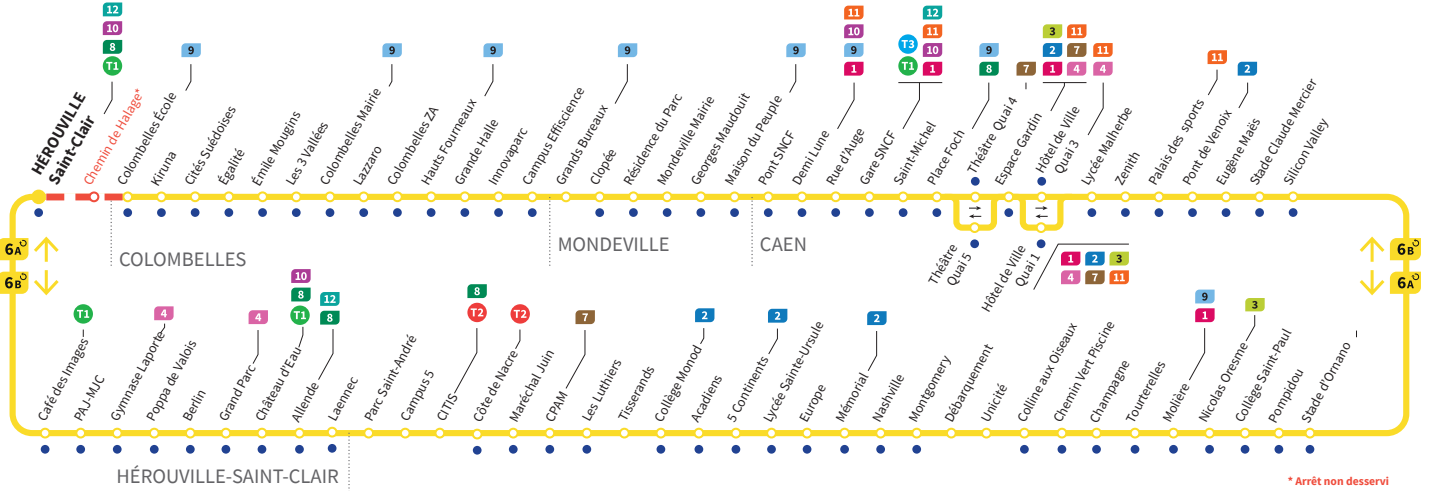 12
10
8
T1
9
9
9
9
9
11
10
9
1
T3
T1
12
11
10
1
9
8
7
3
2
1
11
7
4
11
4
11
2
HÉROUVILLE
Saint-Clair
Chemin de Halage*
Colombelles École
Kiruna
Cités Suédoises
Égalité
Émile Mougins
Les 3 Vallées
Colombelles Mairie
Lazzaro
Colombelles ZA
Hauts Fourneaux
Grande Halle
Innovaparc
Campus Effiscience
Grands Bureaux
Clopée
Résidence du Parc
Mondeville Mairie
Georges Maudouit
Maison du Peuple
Pont SNCF
Demi Lune
Rue d'Auge
Gare SNCF
Saint-Michel
Place Foch
Théâtre Quai 4
Espace Gardin
Hôtel de Ville
Quai 3
Lycée Malherbe
Zenith
Palais des sports
Pont de Venoix
Eugène Maës
Stade Claude Mercier
Silicon Valley
COLOMBELLES
MONDEVILLE
CAEN
Théâtre
Quai 5
Hôtel de Ville
Quai 1
1 2 3
4 7 11
6A
6B
6B
6A
T1
4
4
10
8
T1
12
8
8
T2
T2
7
2
2
2
9
1
3
Café des Images
PAJ-MJC
Gymnase Laporte
Poppa de Valois
Berlin
Grand Parc
Château d'Eau
Allende
Laennec
Parc Saint-André
Campus 5
CITIS
Côte de Nacre
Maréchal Juin
CPAM
Les Luthiers
Tisserands
Collège Monod
Acadiens
5 Continents
Lycée Sainte-Ursule
Europe
Mémorial
Nashville
Montgomery
Débarquement
Unicité
Colline aux Oiseaux
Chemin Vert Piscine
Champagne
Tourterelles
Molière
Nicolas Oresme
Collège Saint-Paul
Pompidou
Stade d'Ornano
HÉROUVILLE-SAINT-CLAIR
* Arrêt non desservi